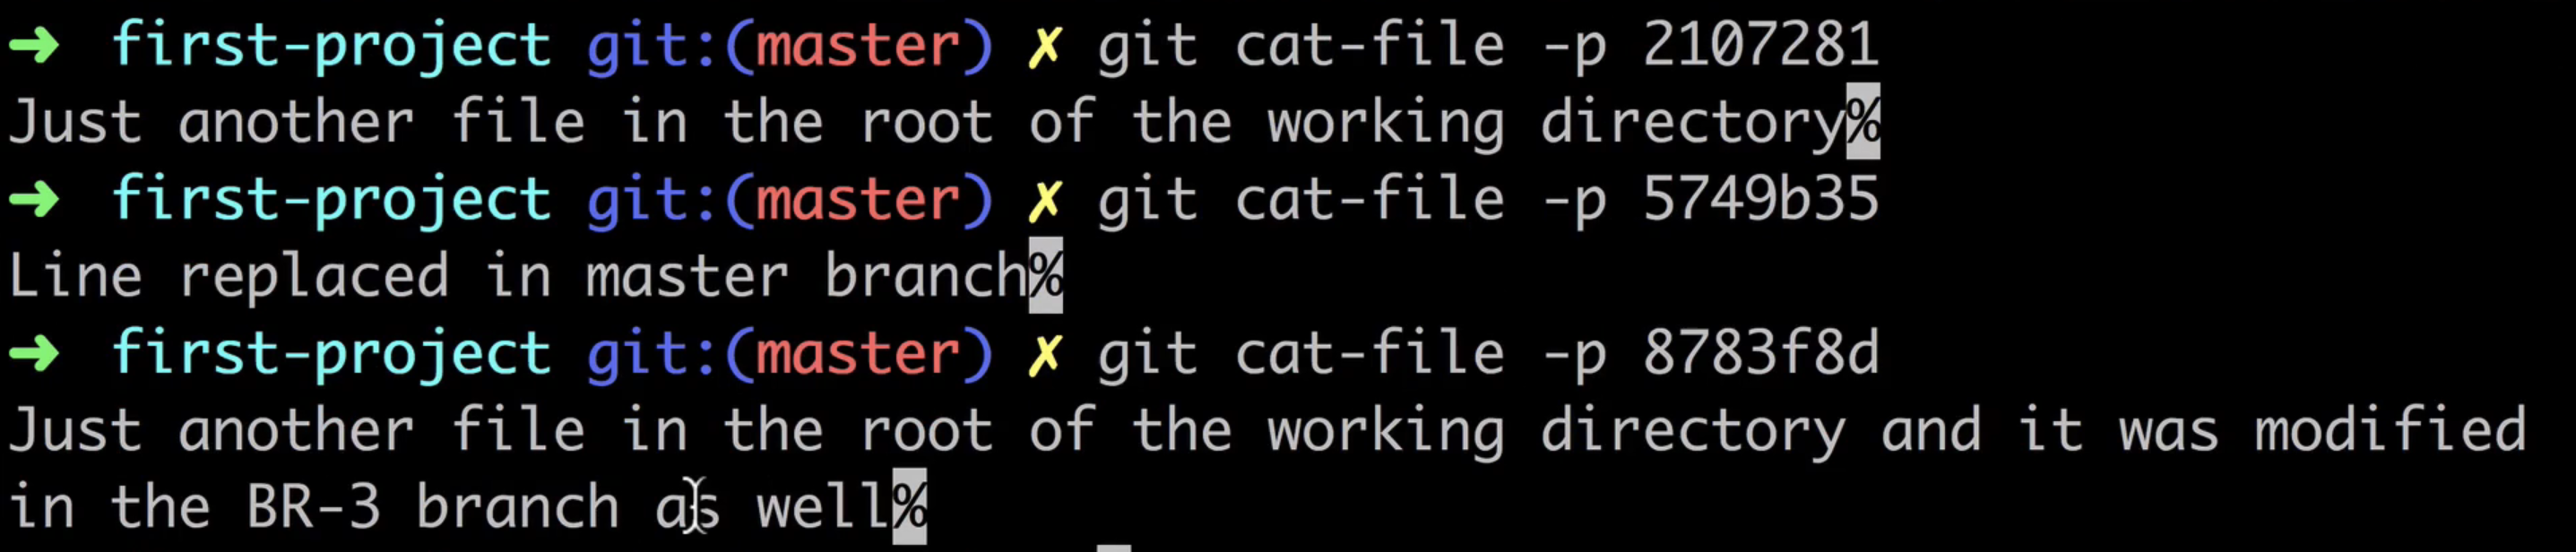 ➜ first-project git:(master) ✗ git cat-file -p 2107281
Just another file in the root of the working directory%
➜ first-project git:(master) ✗ git cat-file -p 5749b35
Line replaced in master branch%
➜ first-project git:(master) ✗ git cat-file -p 8783f8d
Just another file in the root of the working directory and it was modified
in the BR-3 branch as well%